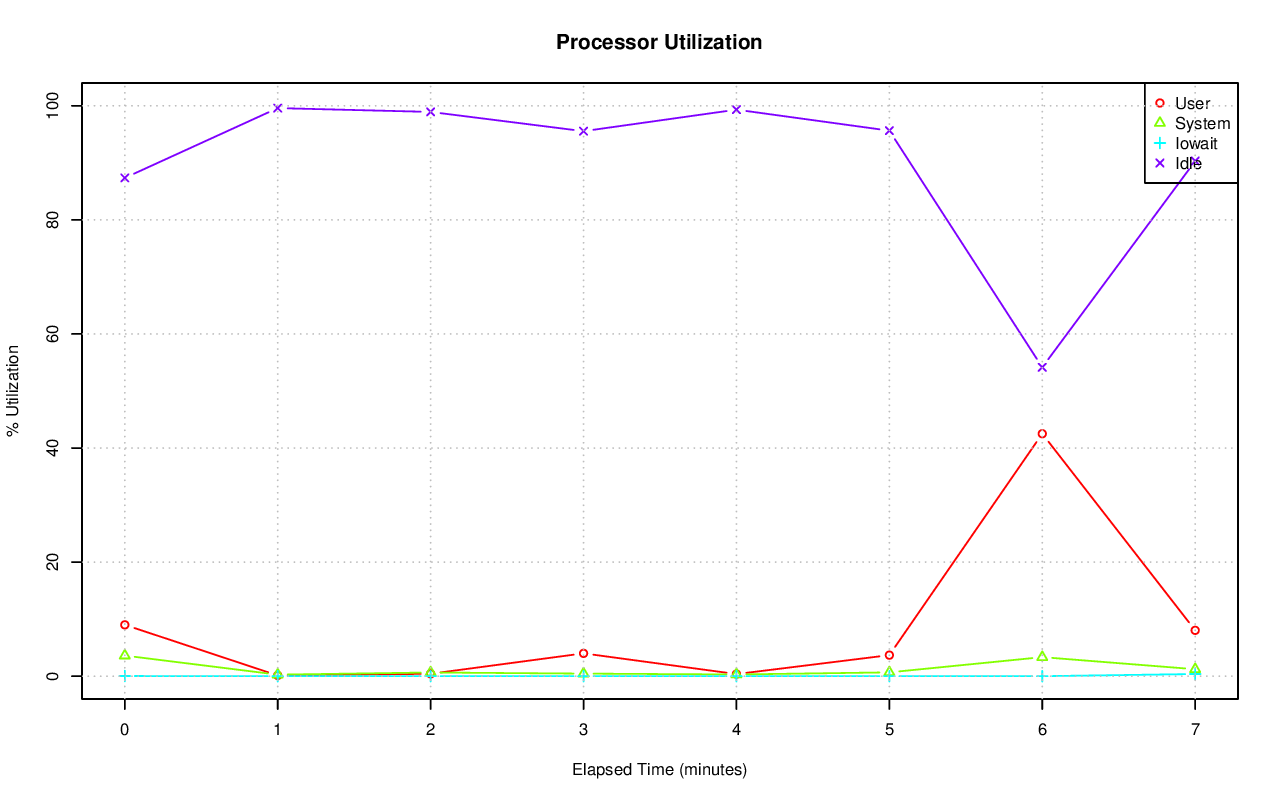 Processor Utilization
% Utilization
100
80
60
40
20
0
User
System
Iowait
Idle
0 1 2 3 4 5 6 7
Elapsed Time (minutes)